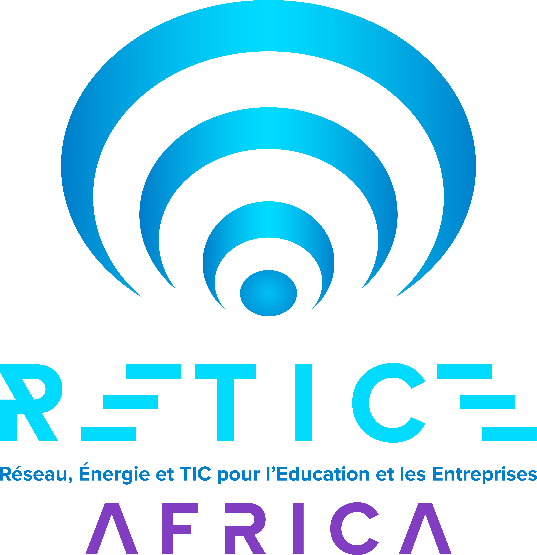 RETICE
Réseau, Énergie et TIC pour l'Education et les Entreprises
AFRICA